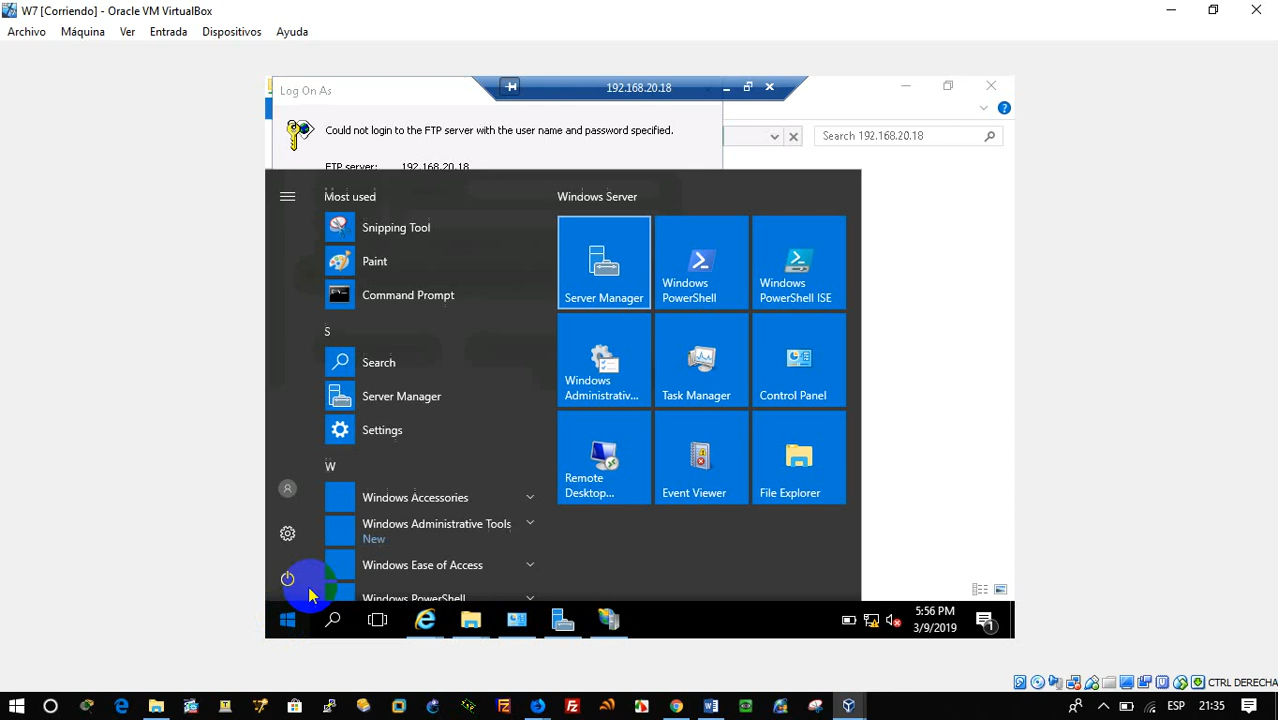 W7 [Corriendo] - Oracle VM VirtualBox
Archivo Máquina Ver Entrada Dispositivos Ayuda
192.168.20.18
Log On As
Could not login to the FTP server with the user name and password specified.
Search 192.168.20.18
FTP server: 192.168.20.18
Most used
Snipping Tool
Paint
Command Prompt
S
Search
Server Manager
Settings
W
Windows Accessories
Windows Administrative Tools
New
Windows Ease of Access
Windows PowerShell
Windows Server
Server Manager
Windows PowerShell
Windows PowerShell ISE
Windows Administrativ...
Task Manager
Control Panel
Remote Desktop...
Event Viewer
File Explorer
5:56 PM
3/9/2019
1
CTRL DERECHA
ESP
21:35